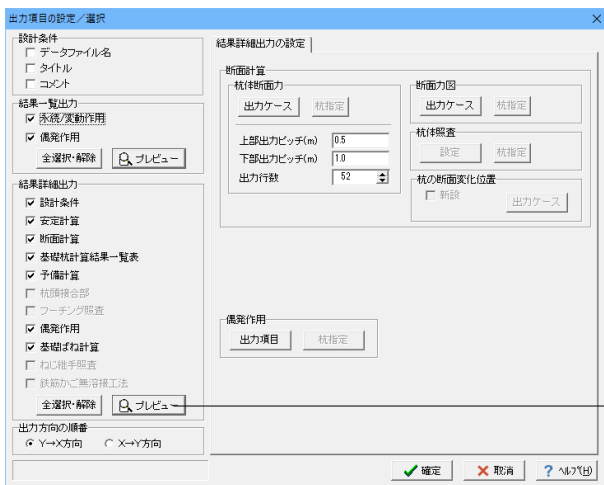 出力項目の設定／選択
設計条件
データファイル名
タイトル
コメント
結果一覧出力
永続/変動作用
偶発作用
全選択・解除 プレビュー
結果詳細出力
設計条件
安定計算
断面計算
基礎杭計算結果一覧表
予備計算
杭頭接合部
フーチング照査
偶発作用
基礎ばね計算
ねじ継手照査
鉄筋かご無溶接工法
全選択・解除 プレビュー
出力方向の順番
Y→X方向 X→Y方向
結果詳細出力の設定
断面計算
杭体断面力
出力ケース 杭指定
上部出力ピッチ(m) 0.5
下部出力ピッチ(m) 1.0
出力行数 52
断面力図
出力ケース 杭指定
杭体照査
設定 杭指定
杭の断面変化位置
新設 出力ケース
偶発作用
出力項目 杭指定
確定 取消 ? ヘルプ(H)